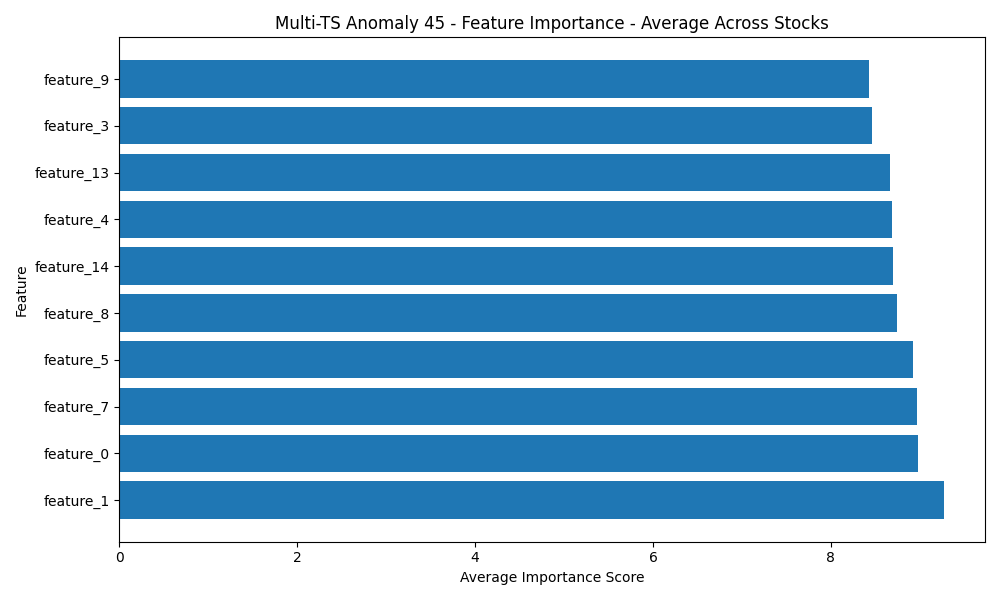 Multi-TS Anomaly 45 - Feature Importance - Average Across Stocks
feature_9
feature_3
feature_13
feature_4
feature_14
feature_8
feature_5
feature_7
feature_0
feature_1
Feature
0 2 4 6 8
Average Importance Score